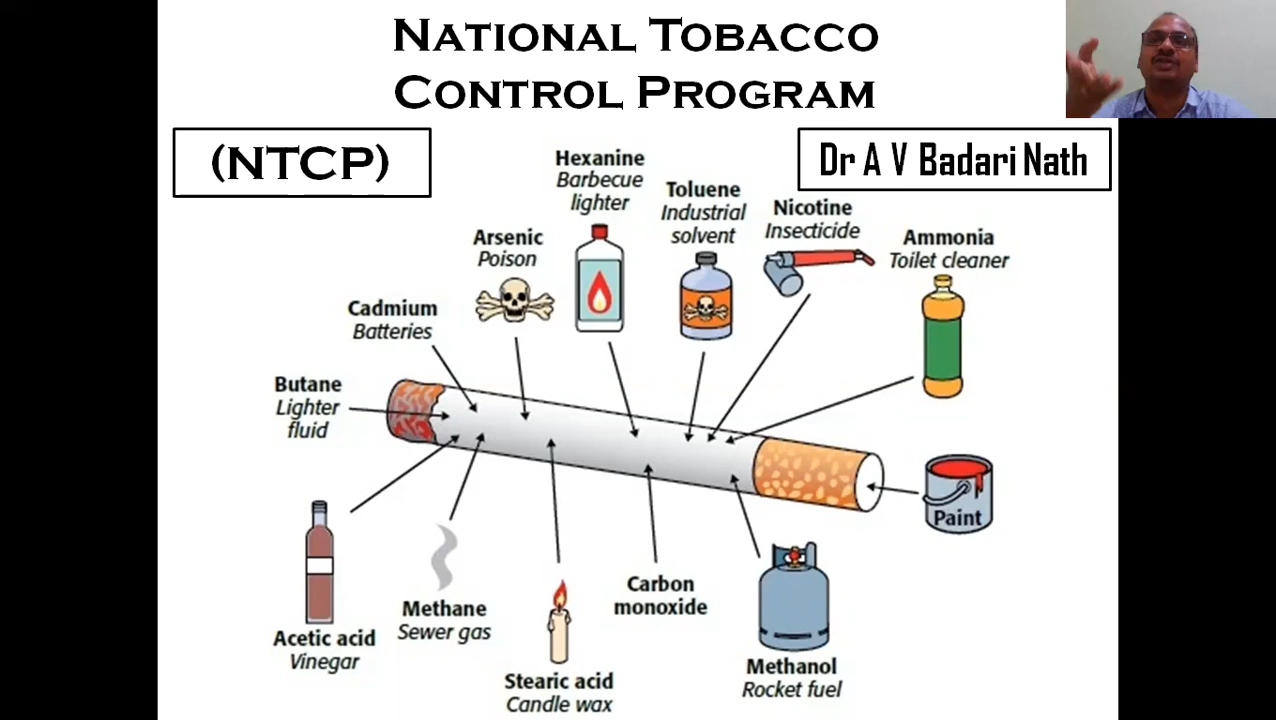 NATIONAL TOBACCO
CONTROL PROGRAM
(NTCP)
Dr A V Badari Nath
Hexanine
Barbecue
lighter
Toluene
Industrial
solvent
Nicotine
Insecticide
Arsenic
Poison
Ammonia
Toilet cleaner
Cadmium
Batteries
Butane
Lighter
fluid
Paint
Acetic acid
Vinegar
Methane
Sewer gas
Stearic acid
Candle wax
Carbon
monoxide
Methanol
Rocket fuel